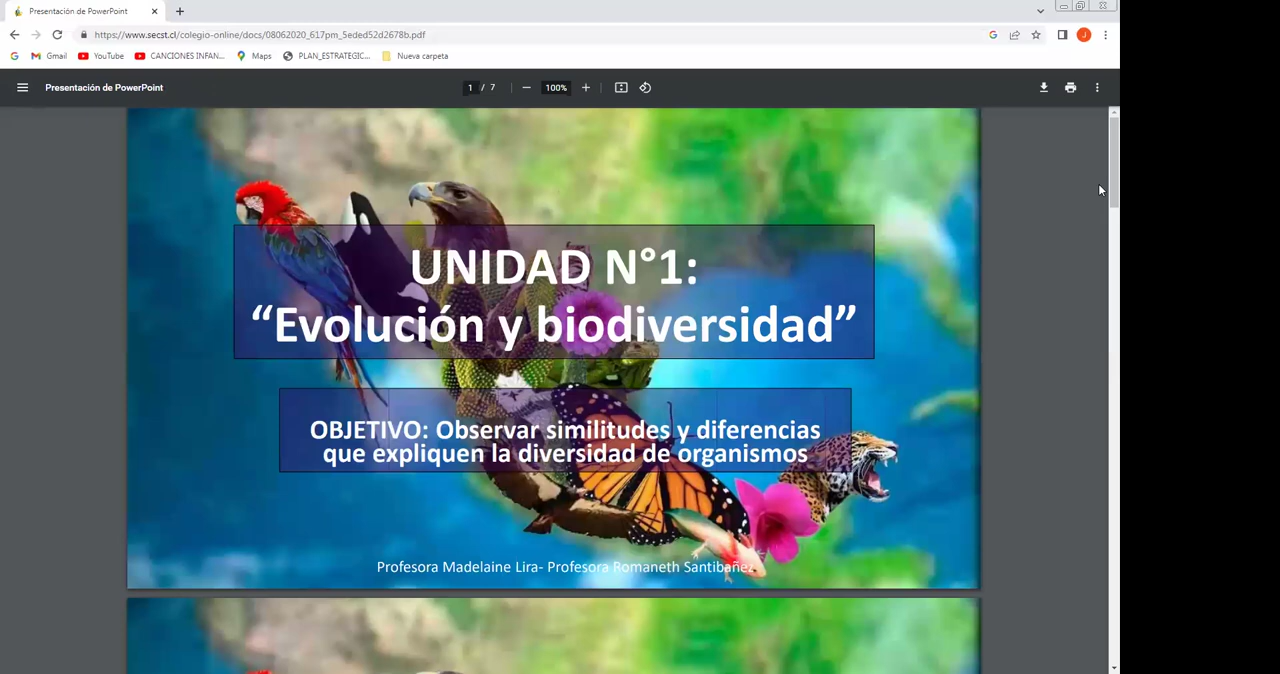 Presentación de PowerPoint
https://www.secst.cl/colegio-online/docs/08062020_617pm_5eded52d2678b.pdf
J
Gmail YouTube CANCIONES INFAN... Maps PLAN_ESTRATEGIC... Nueva carpeta
Presentación de PowerPoint 1 / 7 100%
UNIDAD N°1:
“Evolución y biodiversidad”
OBJETIVO: Observar similitudes y diferencias
que expliquen la diversidad de organismos
Profesora Madelaine Lira- Profesora Romaneth Santibañez